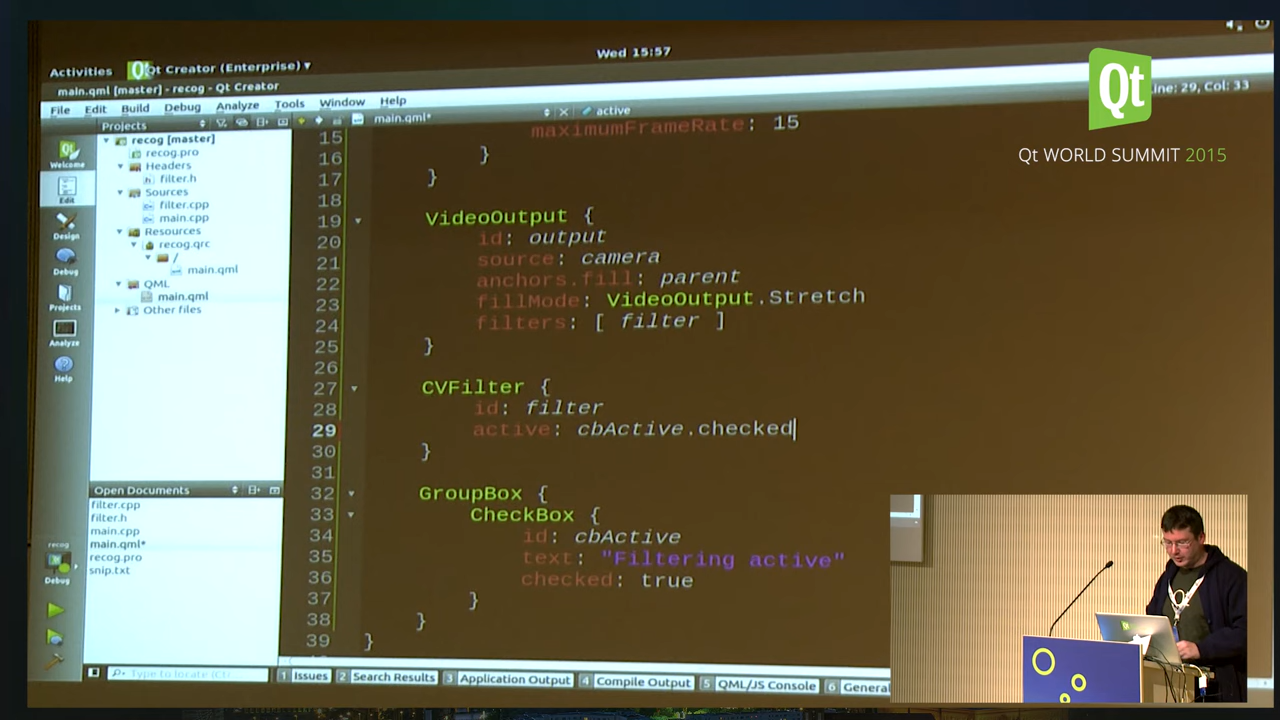 Wed 15:57
Activities
Qt Creator (Enterprise) ▾
main.qml [master] - recog - Qt Creator
File Edit Build Debug Analyze Tools Window Help
Projects
main.qml*
active
Line: 29, Col: 33
Qt
Qt WORLD SUMMIT 2015
Welcome
Edit
Design
Debug
Projects
Analyze
Help
recog [master]
recog.pro
Headers
filter.h
Sources
filter.cpp
main.cpp
Resources
recog.qrc
/
main.qml
QML
main.qml
Other files
Open Documents
filter.cpp
filter.h
main.cpp
main.qml*
recog.pro
snip.txt
recog
Debug
15 maximumFrameRate: 15
16 }
17 }
18
19 VideoOutput {
20 id: output
21 source: camera
22 anchors.fill: parent
23 fillMode: VideoOutput.Stretch
24 filters: [ filter ]
25 }
26
27 CVFilter {
28 id: filter
29 active: cbActive.checked
30 }
31
32 GroupBox {
33 CheckBox {
34 id: cbActive
35 text: "Filtering active"
36 checked: true
37 }
38 }
39 }
Type to locate (Ct
1 Issues 2 Search Results 3 Application Output 4 Compile Output 5 QML/JS Console 6 General